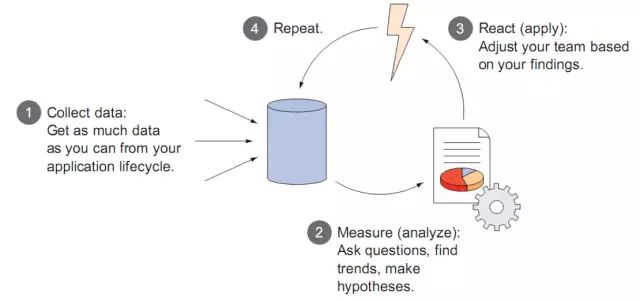 1 Collect data:
Get as much data
as you can from your
application lifecycle.
2 Measure (analyze):
Ask questions, find
trends, make
hypotheses.
3 React (apply):
Adjust your team based
on your findings.
4 Repeat.